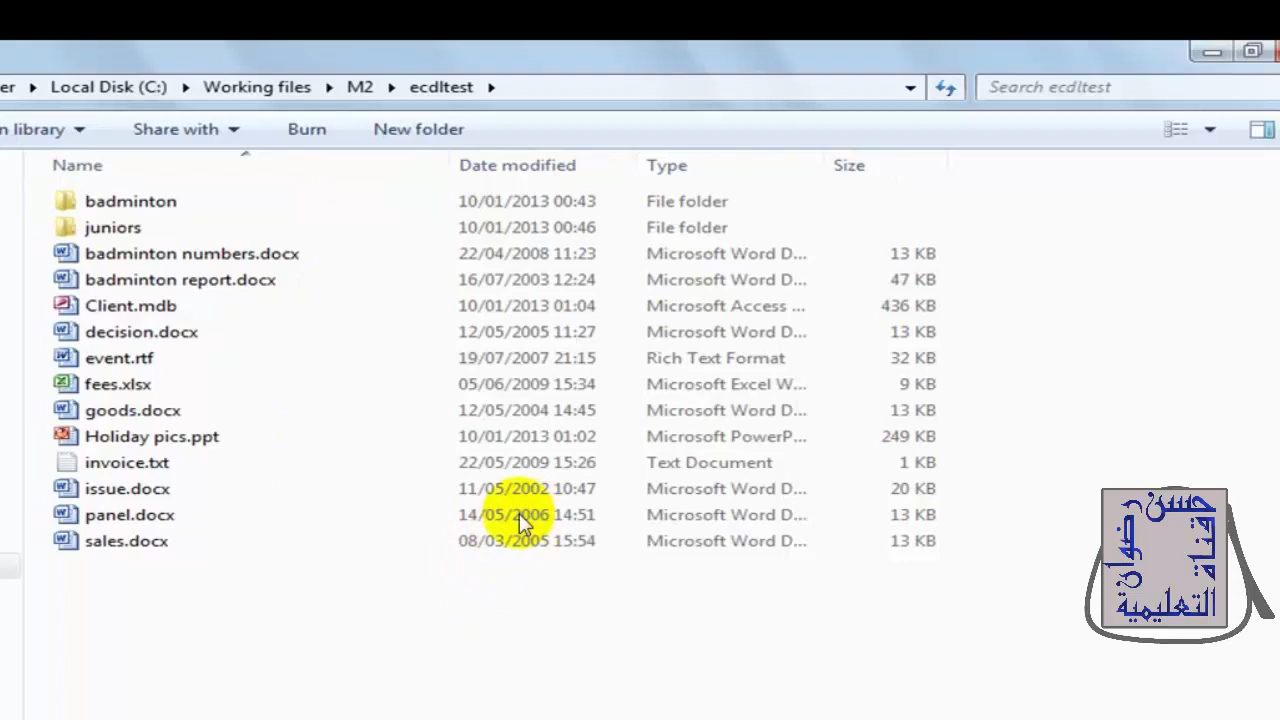 er ▸ Local Disk (C:) ▸ Working files ▸ M2 ▸ ecdltest ▸ Search ecdltest
n library Share with Burn New folder
Name Date modified Type Size
badminton 10/01/2013 00:43 File folder
juniors 10/01/2013 00:46 File folder
badminton numbers.docx 22/04/2008 11:23 Microsoft Word D... 13 KB
badminton report.docx 16/07/2003 12:24 Microsoft Word D... 47 KB
Client.mdb 10/01/2013 01:04 Microsoft Access ... 436 KB
decision.docx 12/05/2005 11:27 Microsoft Word D... 13 KB
event.rtf 19/07/2007 21:15 Rich Text Format 32 KB
fees.xlsx 05/06/2009 15:34 Microsoft Excel W... 9 KB
goods.docx 12/05/2004 14:45 Microsoft Word D... 13 KB
Holiday pics.ppt 10/01/2013 01:02 Microsoft PowerP... 249 KB
invoice.txt 22/05/2009 15:26 Text Document 1 KB
issue.docx 11/05/2002 10:47 Microsoft Word D... 20 KB
panel.docx 14/05/2006 14:51 Microsoft Word D... 13 KB
sales.docx 08/03/2005 15:54 Microsoft Word D... 13 KB
قناة
حسن
رضوان
التعليمية